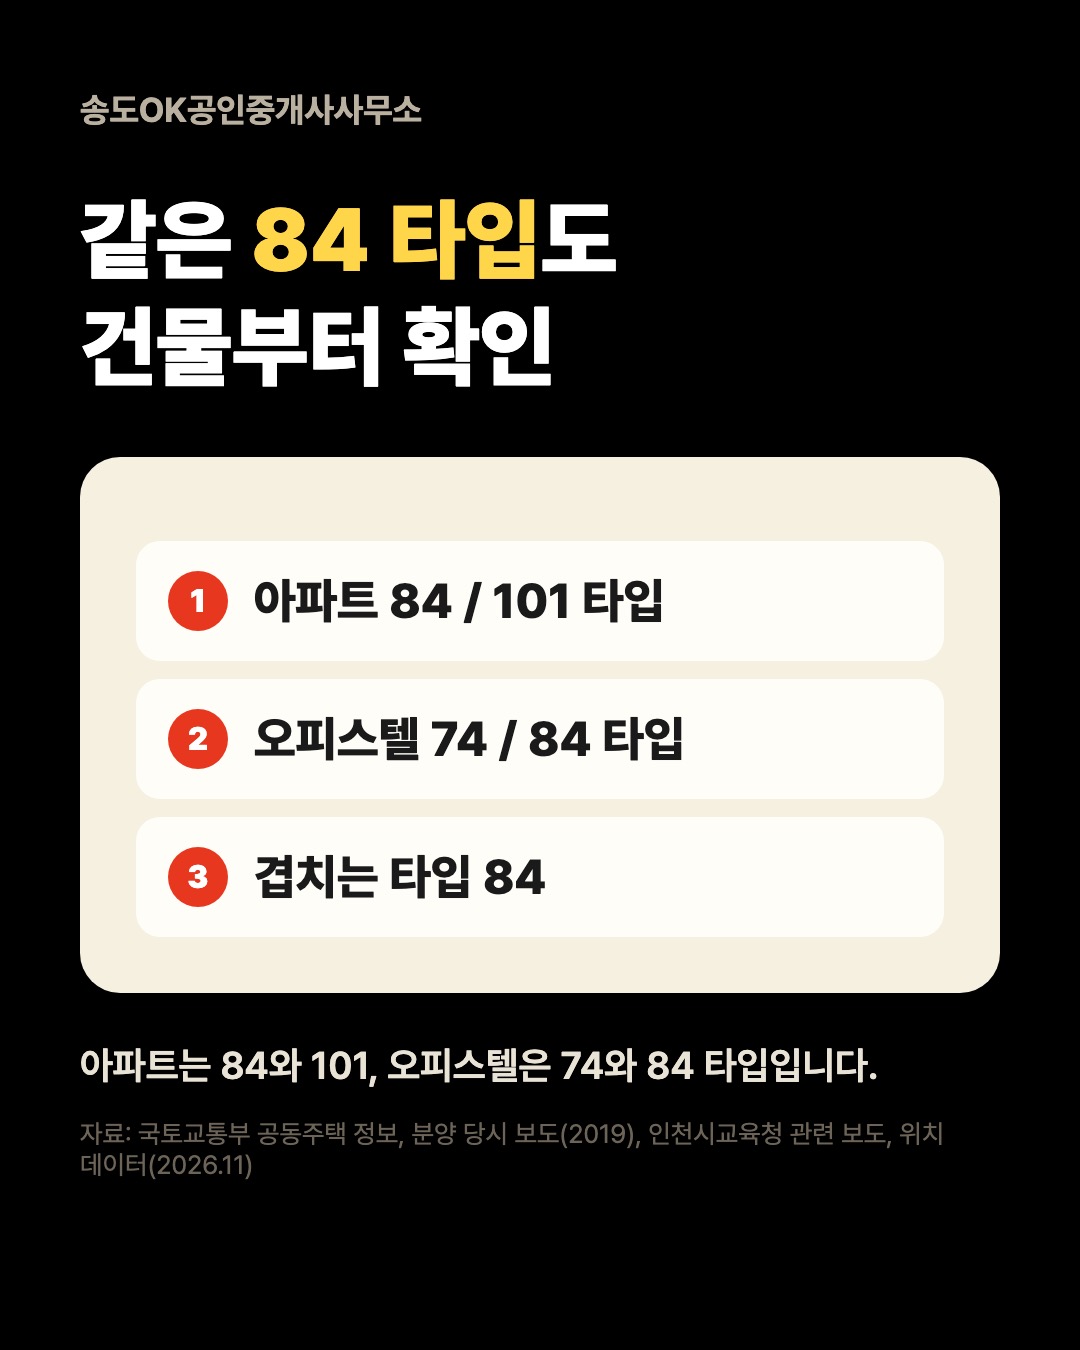 송도OK공인중개사사무소
같은 84 타입도
건물부터 확인
1 아파트 84 / 101 타입
2 오피스텔 74 / 84 타입
3 겹치는 타입 84
아파트는 84와 101, 오피스텔은 74와 84 타입입니다.
자료: 국토교통부 공동주택 정보, 분양 당시 보도(2019), 인천시교육청 관련 보도, 위치
데이터(2026.11)